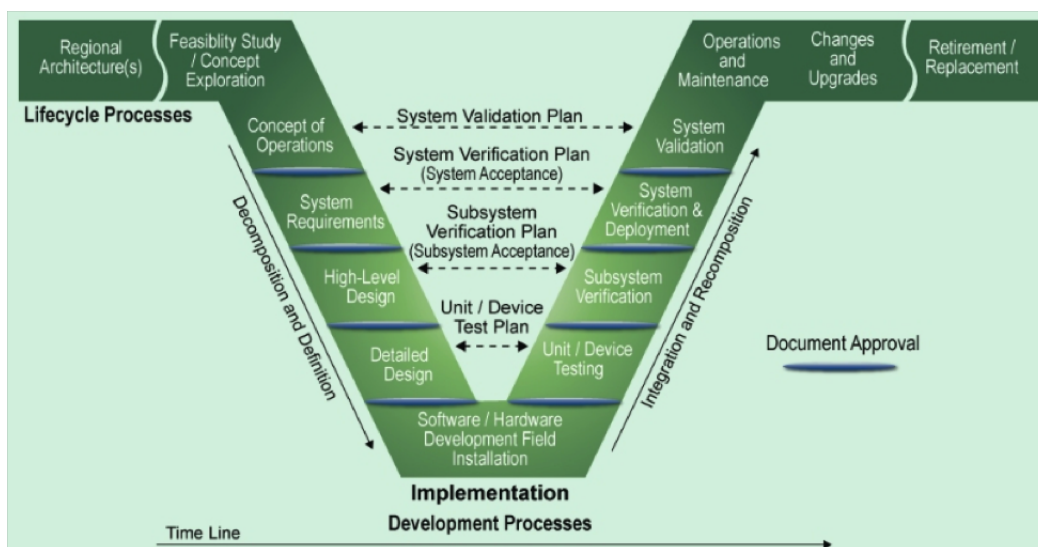 Regional
Architecture(s)
Feasiblity Study
/ Concept
Exploration
Operations
and
Maintenance
Changes
and
Upgrades
Retirement /
Replacement
Lifecycle Processes
Concept of
Operations
System Validation Plan
System
Validation
System Verification Plan
(System Acceptance)
System
Requirements
System
Verification &
Deployment
Subsystem
Verification Plan
(Subsystem Acceptance)
High-Level
Design
Subsystem
Verification
Unit / Device
Test Plan
Detailed
Design
Unit / Device
Testing
Decomposition and Definition
Integration and Recomposition
Document Approval
Software / Hardware
Development Field
Installation
Implementation
Development Processes
Time Line